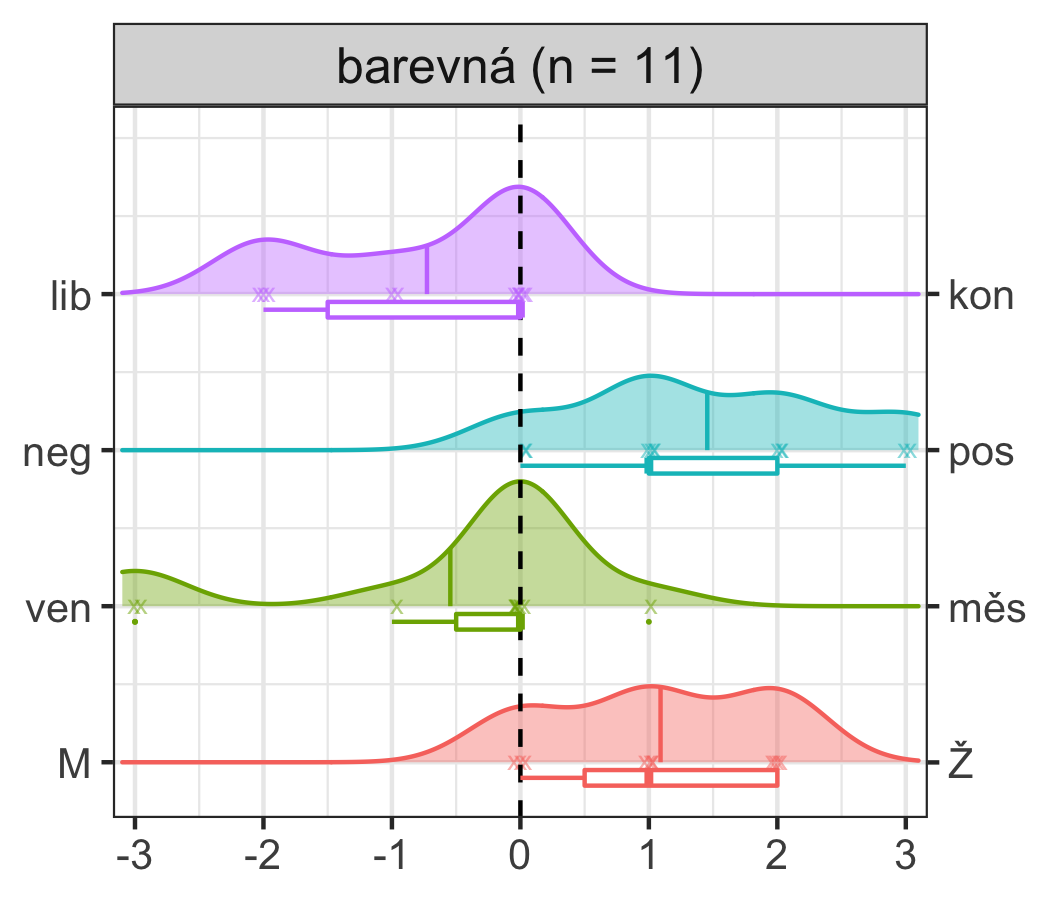 barevná (n = 11)
lib kon
neg pos
ven měs
M Ž
-3 -2 -1 0 1 2 3